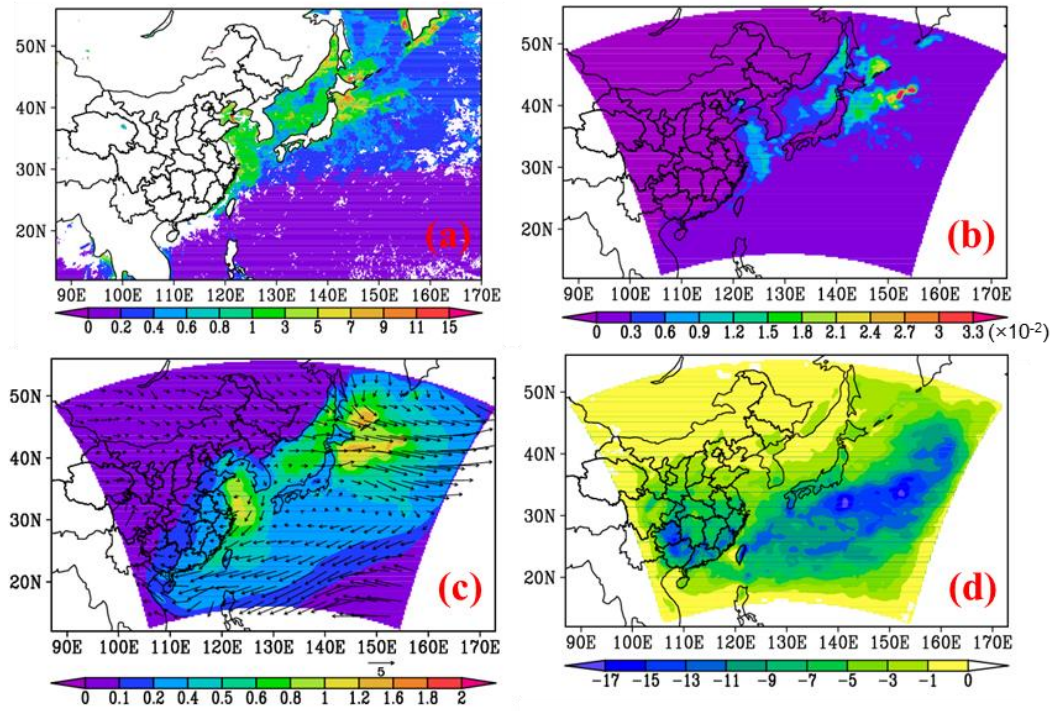 50N
40N
30N
20N
(a)
90E 100E 110E 120E 130E 140E 150E 160E 170E
0 0.2 0.4 0.6 0.8 1 3 5 7 9 11 15
50N
40N
30N
20N
(b)
90E 100E 110E 120E 130E 140E 150E 160E 170E
0 0.3 0.6 0.9 1.2 1.5 1.8 2.1 2.4 2.7 3 3.3 (×10⁻²)
50N
40N
30N
20N
(c)
90E 100E 110E 120E 130E 140E 150E 160E 170E
5
0 0.1 0.2 0.4 0.6 0.8 1 1.2 1.4 1.6 1.8 2
50N
40N
30N
20N
(d)
90E 100E 110E 120E 130E 140E 150E 160E 170E
-17 -15 -13 -11 -9 -7 -5 -3 -1 0